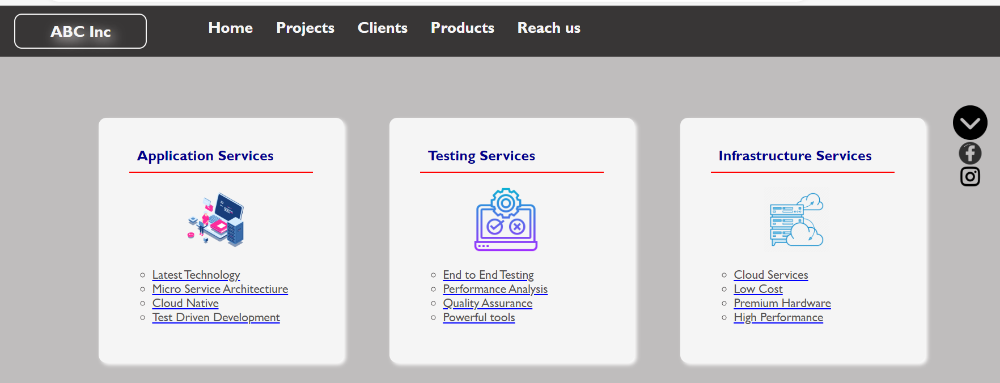 ABC Inc
Home Projects Clients Products Reach us
Application Services
Latest Technology
Micro Service Architectiure
Cloud Native
Test Driven Development
Testing Services
End to End Testing
Performance Analysis
Quality Assurance
Powerful tools
Infrastructure Services
Cloud Services
Low Cost
Premium Hardware
High Performance